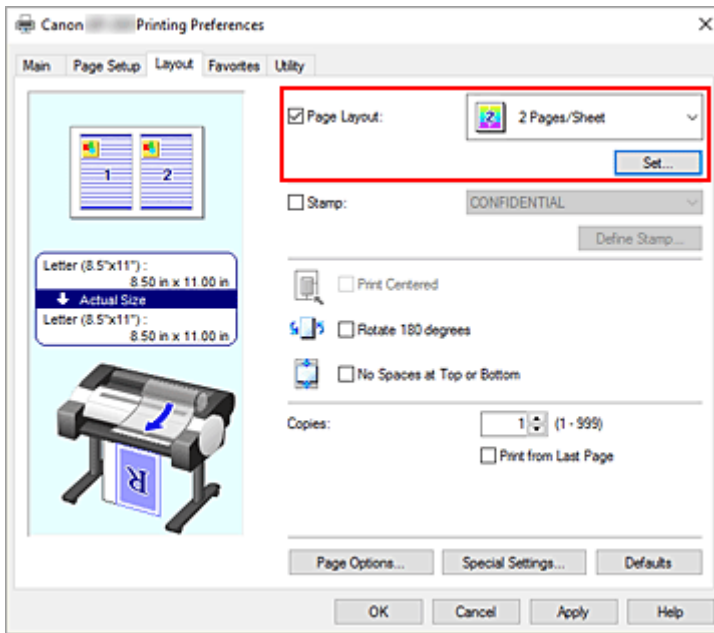 Canon Printing Preferences
Main Page Setup Layout Favorites Utility
1 2
Letter (8.5"x11") :
8.50 in x 11.00 in
Actual Size
Letter (8.5"x11") :
8.50 in x 11.00 in
R
Page Layout: 2 2 Pages/Sheet
Set...
Stamp: CONFIDENTIAL
Define Stamp...
Print Centered
Rotate 180 degrees
No Spaces at Top or Bottom
Copies: 1 (1 - 999)
Print from Last Page
Page Options... Special Settings... Defaults
OK Cancel Apply Help